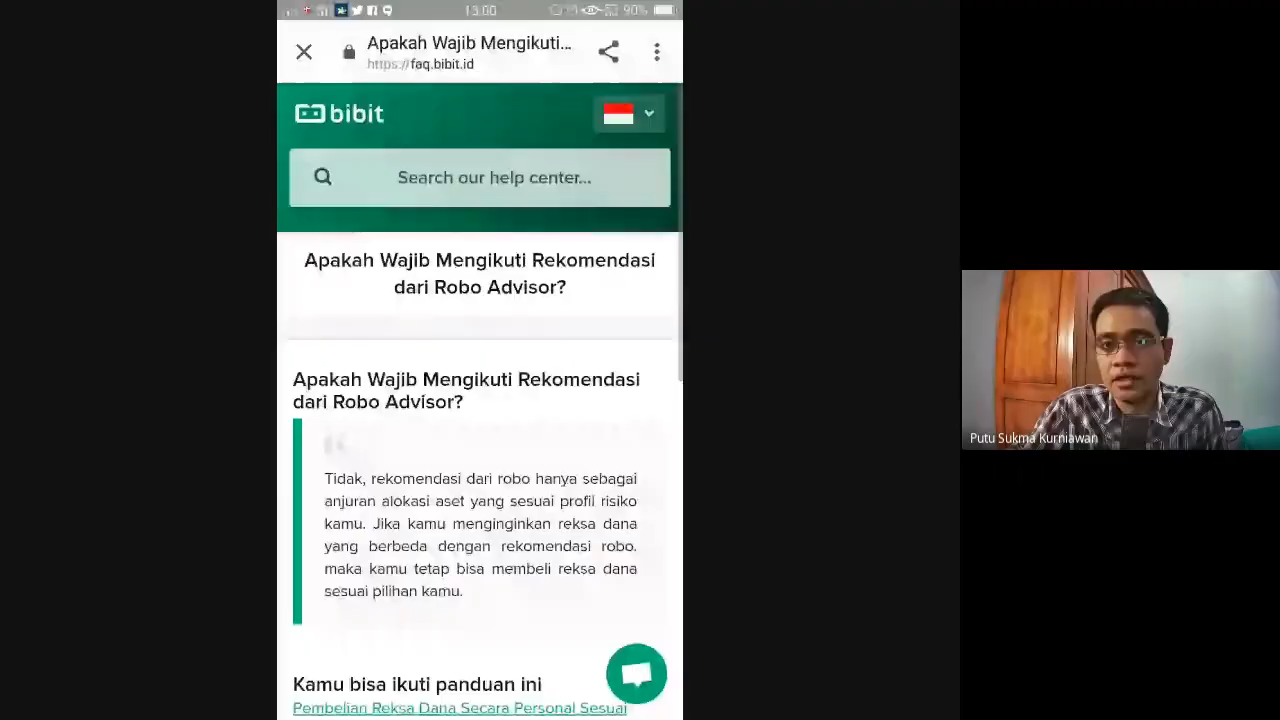 13:00
90%
Apakah Wajib Mengikuti...
https://faq.bibit.id
bibit
Search our help center...
Apakah Wajib Mengikuti Rekomendasi
dari Robo Advisor?
Apakah Wajib Mengikuti Rekomendasi
dari Robo Advisor?
Tidak, rekomendasi dari robo hanya sebagai
anjuran alokasi aset yang sesuai profil risiko
kamu. Jika kamu menginginkan reksa dana
yang berbeda dengan rekomendasi robo.
maka kamu tetap bisa membeli reksa dana
sesuai pilihan kamu.
Kamu bisa ikuti panduan ini
Pembelian Reksa Dana Secara Personal Sesuai
Putu Sukma Kurniawan